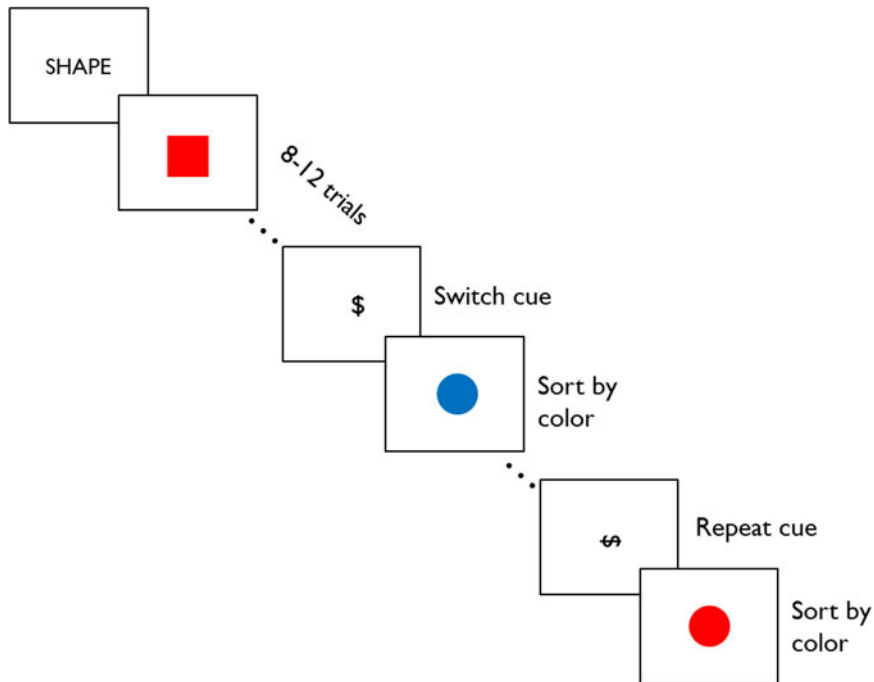 SHAPE
8-12 trials
$
Switch cue
Sort by
color
$
Repeat cue
Sort by
color